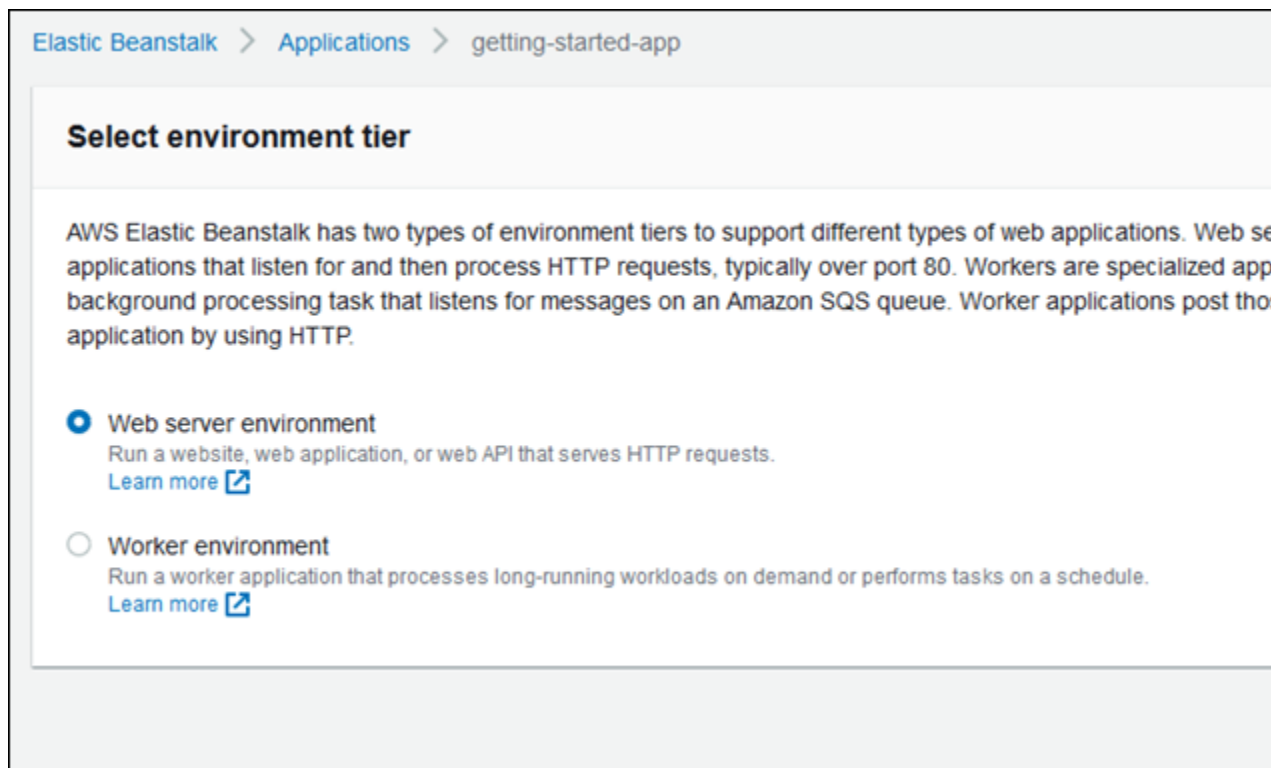 Elastic Beanstalk > Applications > getting-started-app
Select environment tier
AWS Elastic Beanstalk has two types of environment tiers to support different types of web applications. Web
applications that listen for and then process HTTP requests, typically over port 80. Workers are specialized
background processing task that listens for messages on an Amazon SQS queue. Worker applications post
application by using HTTP.
Web server environment
Run a website, web application, or web API that serves HTTP requests.
Learn more
Worker environment
Run a worker application that processes long-running workloads on demand or performs tasks on a schedule.
Learn more